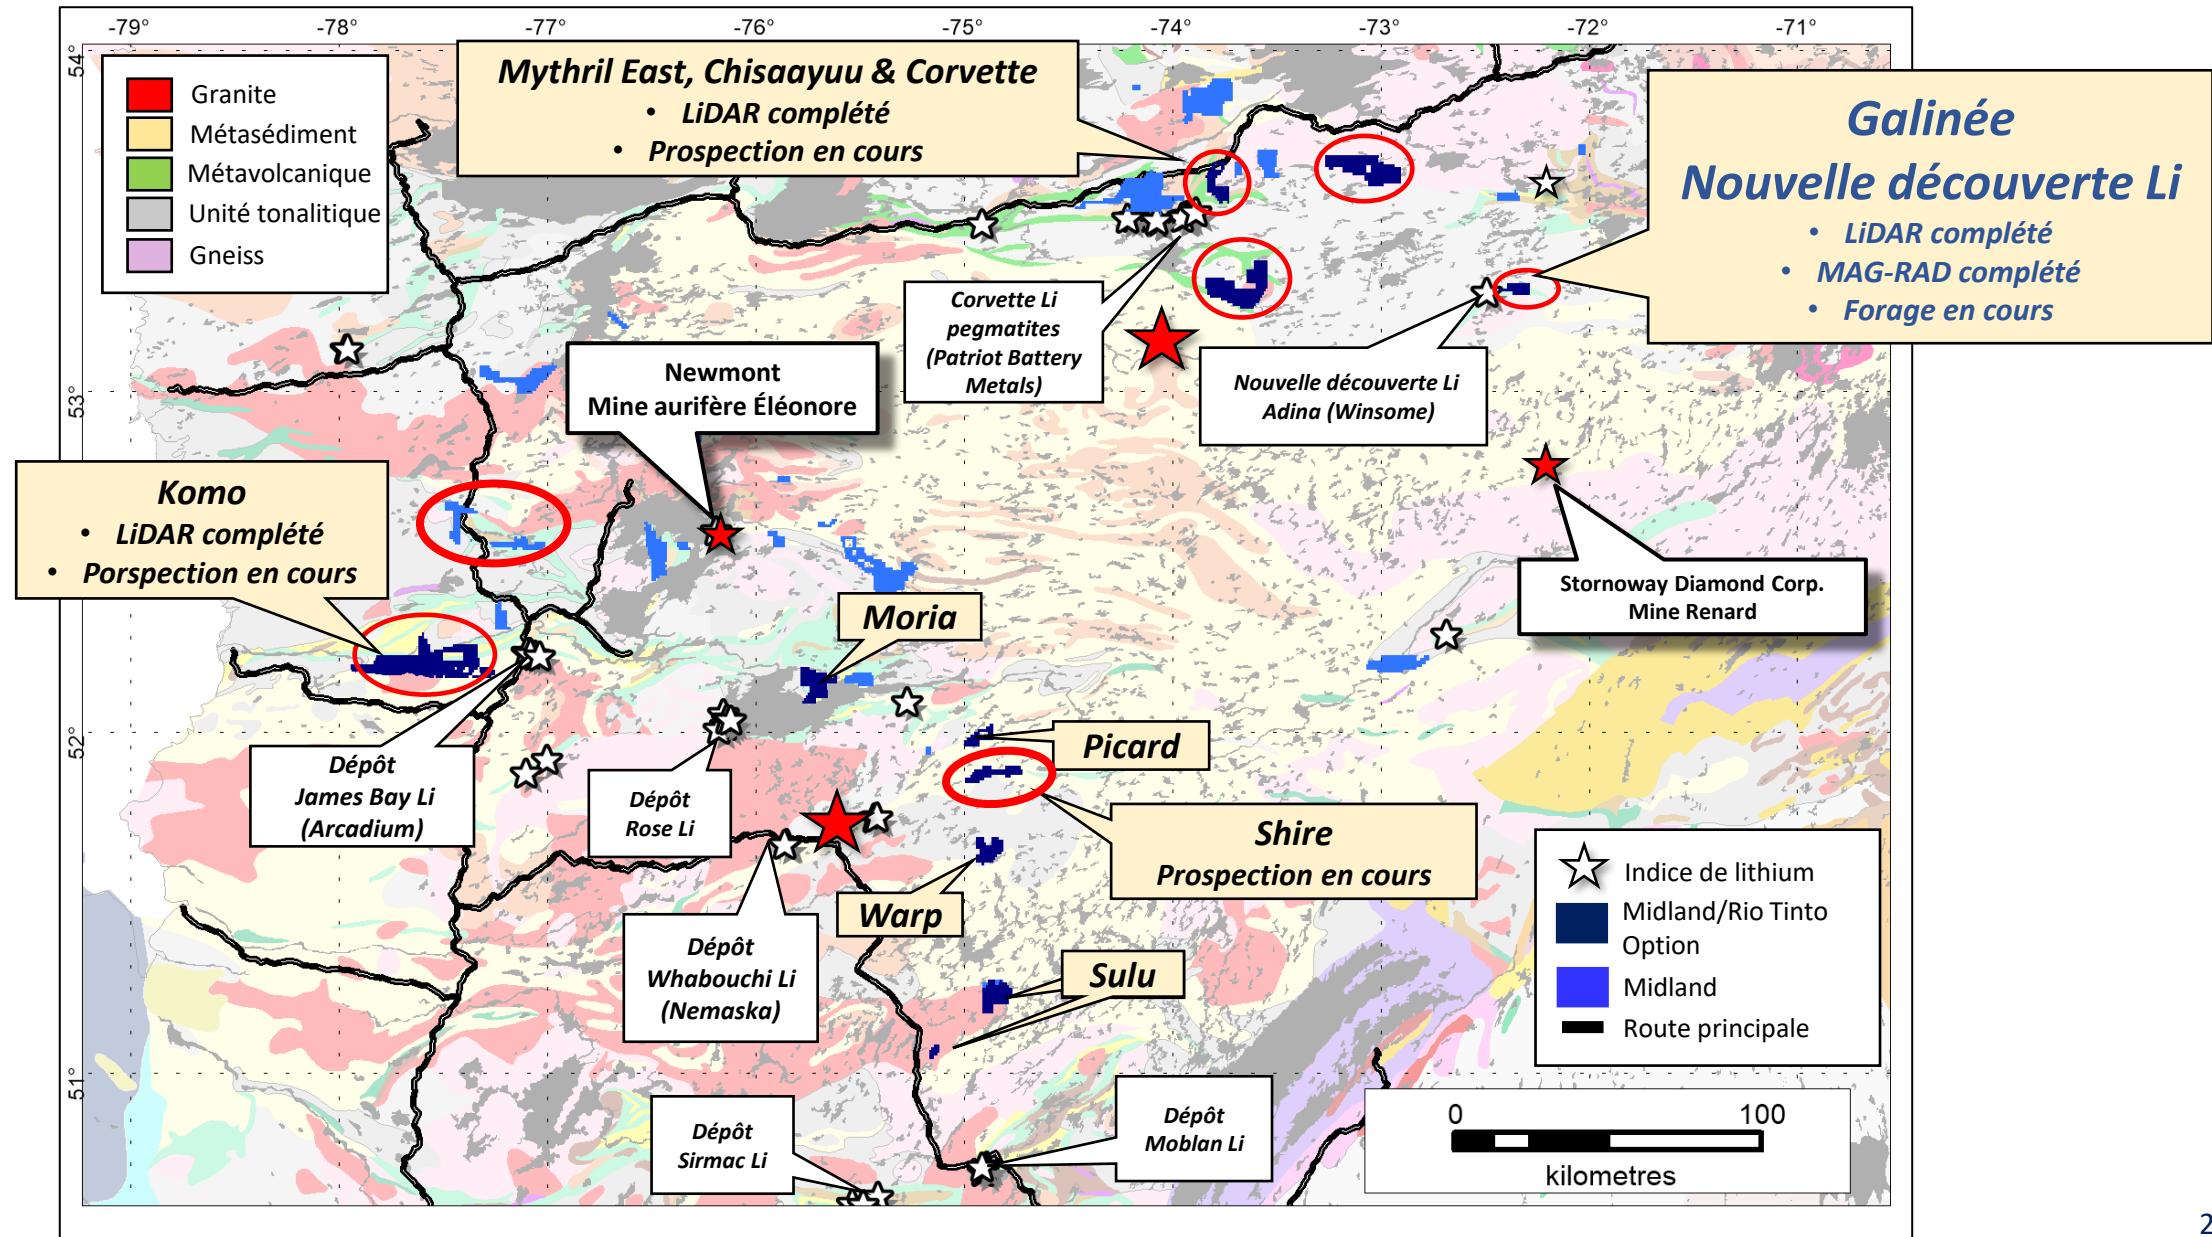 -79° -78° -77° -76° -75° -74° -73° -72° -71°
54°
53°
52°
51°
Granite
Métasédiment
Métavolcanique
Unité tonalitique
Gneiss
Mythril East, Chisaayuu & Corvette
• LiDAR complété
• Prospection en cours
Galinée
Nouvelle découverte Li
• LiDAR complété
• MAG-RAD complété
• Forage en cours
Corvette Li
pegmatites
(Patriot Battery
Metals)
Nouvelle découverte Li
Adina (Winsome)
Newmont
Mine aurifère Éléonore
Komo
• LiDAR complété
• Porspection en cours
Stornoway Diamond Corp.
Mine Renard
Moria
Picard
Dépôt
James Bay Li
(Arcadium)
Dépôt
Rose Li
Shire
Prospection en cours
Warp
Dépôt
Whabouchi Li
(Nemaska)
Sulu
Dépôt
Sirmac Li
Dépôt
Moblan Li
Indice de lithium
Midland/Rio Tinto
Option
Midland
Route principale
0 100
kilometres
2